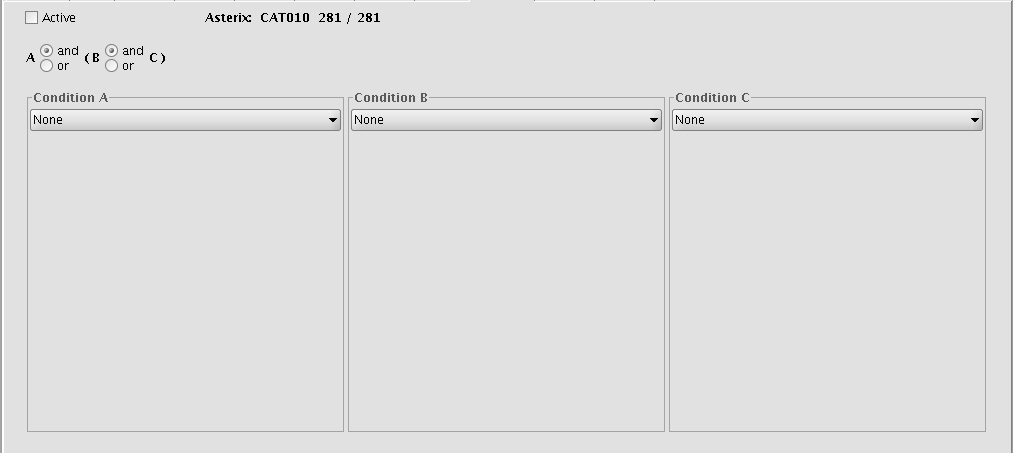 Active Asterix: CAT010 281 / 281
A and or ( B and or C )
Condition A Condition B Condition C
None None None